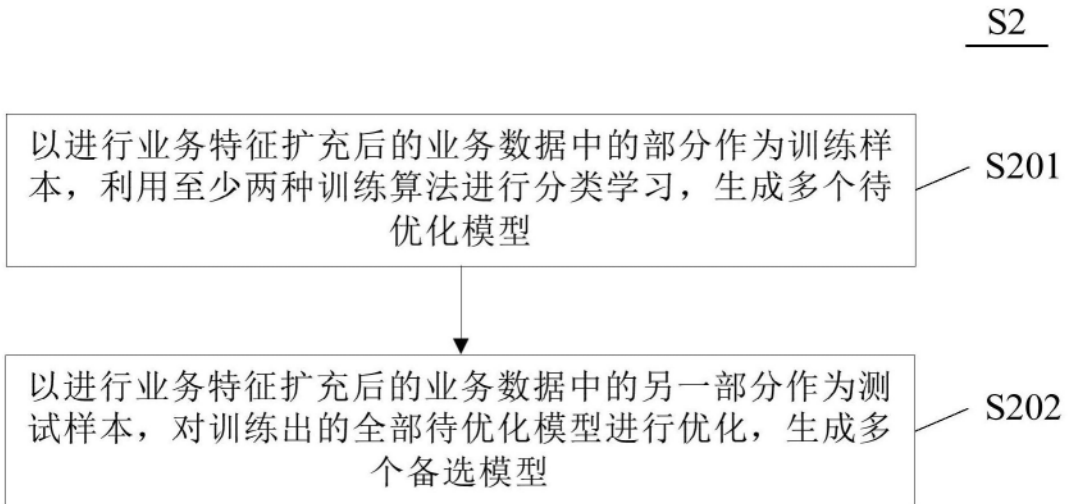 S2
以进行业务特征扩充后的业务数据中的部分作为训练样
本，利用至少两种训练算法进行分类学习，生成多个待
优化模型
S201
以进行业务特征扩充后的业务数据中的另一部分作为测
试样本，对训练出的全部待优化模型进行优化，生成多
个备选模型
S202